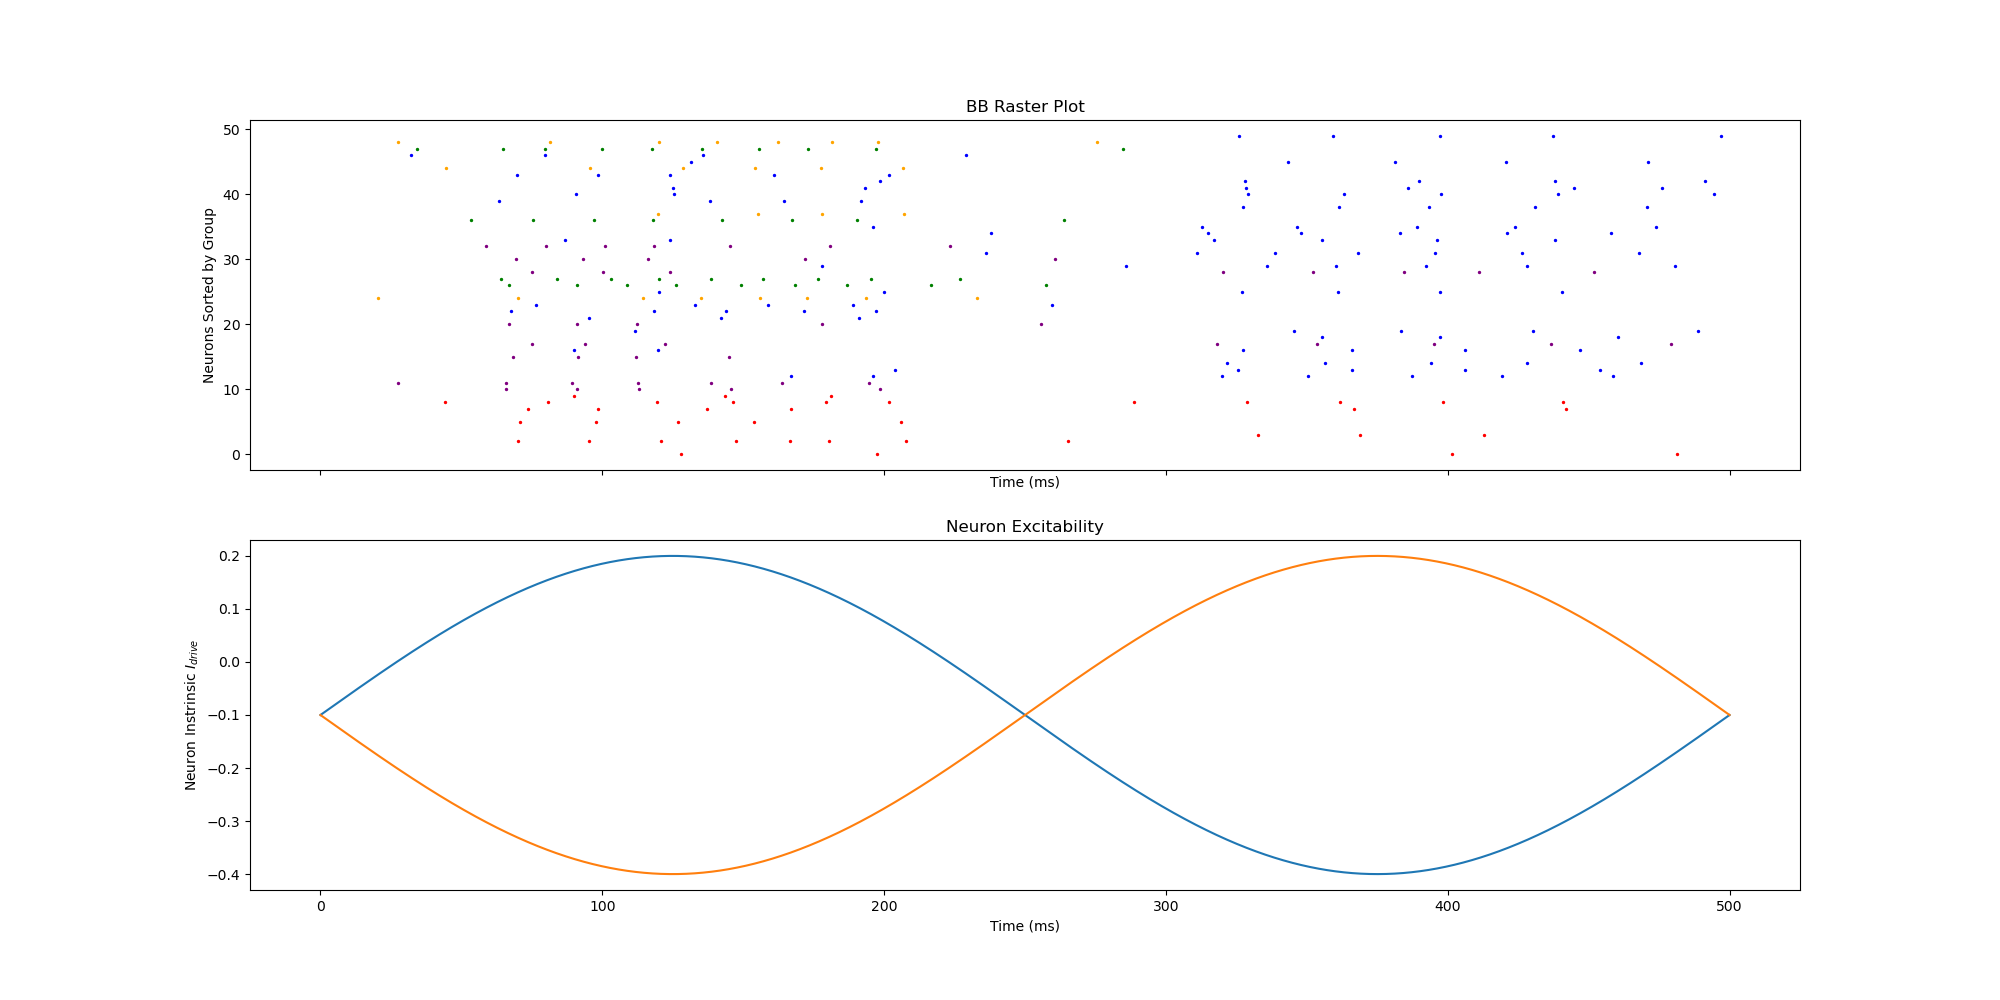 BB Raster Plot
50
40
30
20
10
0
Neurons Sorted by Group
Time (ms)
Neuron Excitability
0.2
0.1
0.0
−0.1
−0.2
−0.3
−0.4
Neuron Instrinsic I_{drive}
0 100 200 300 400 500
Time (ms)